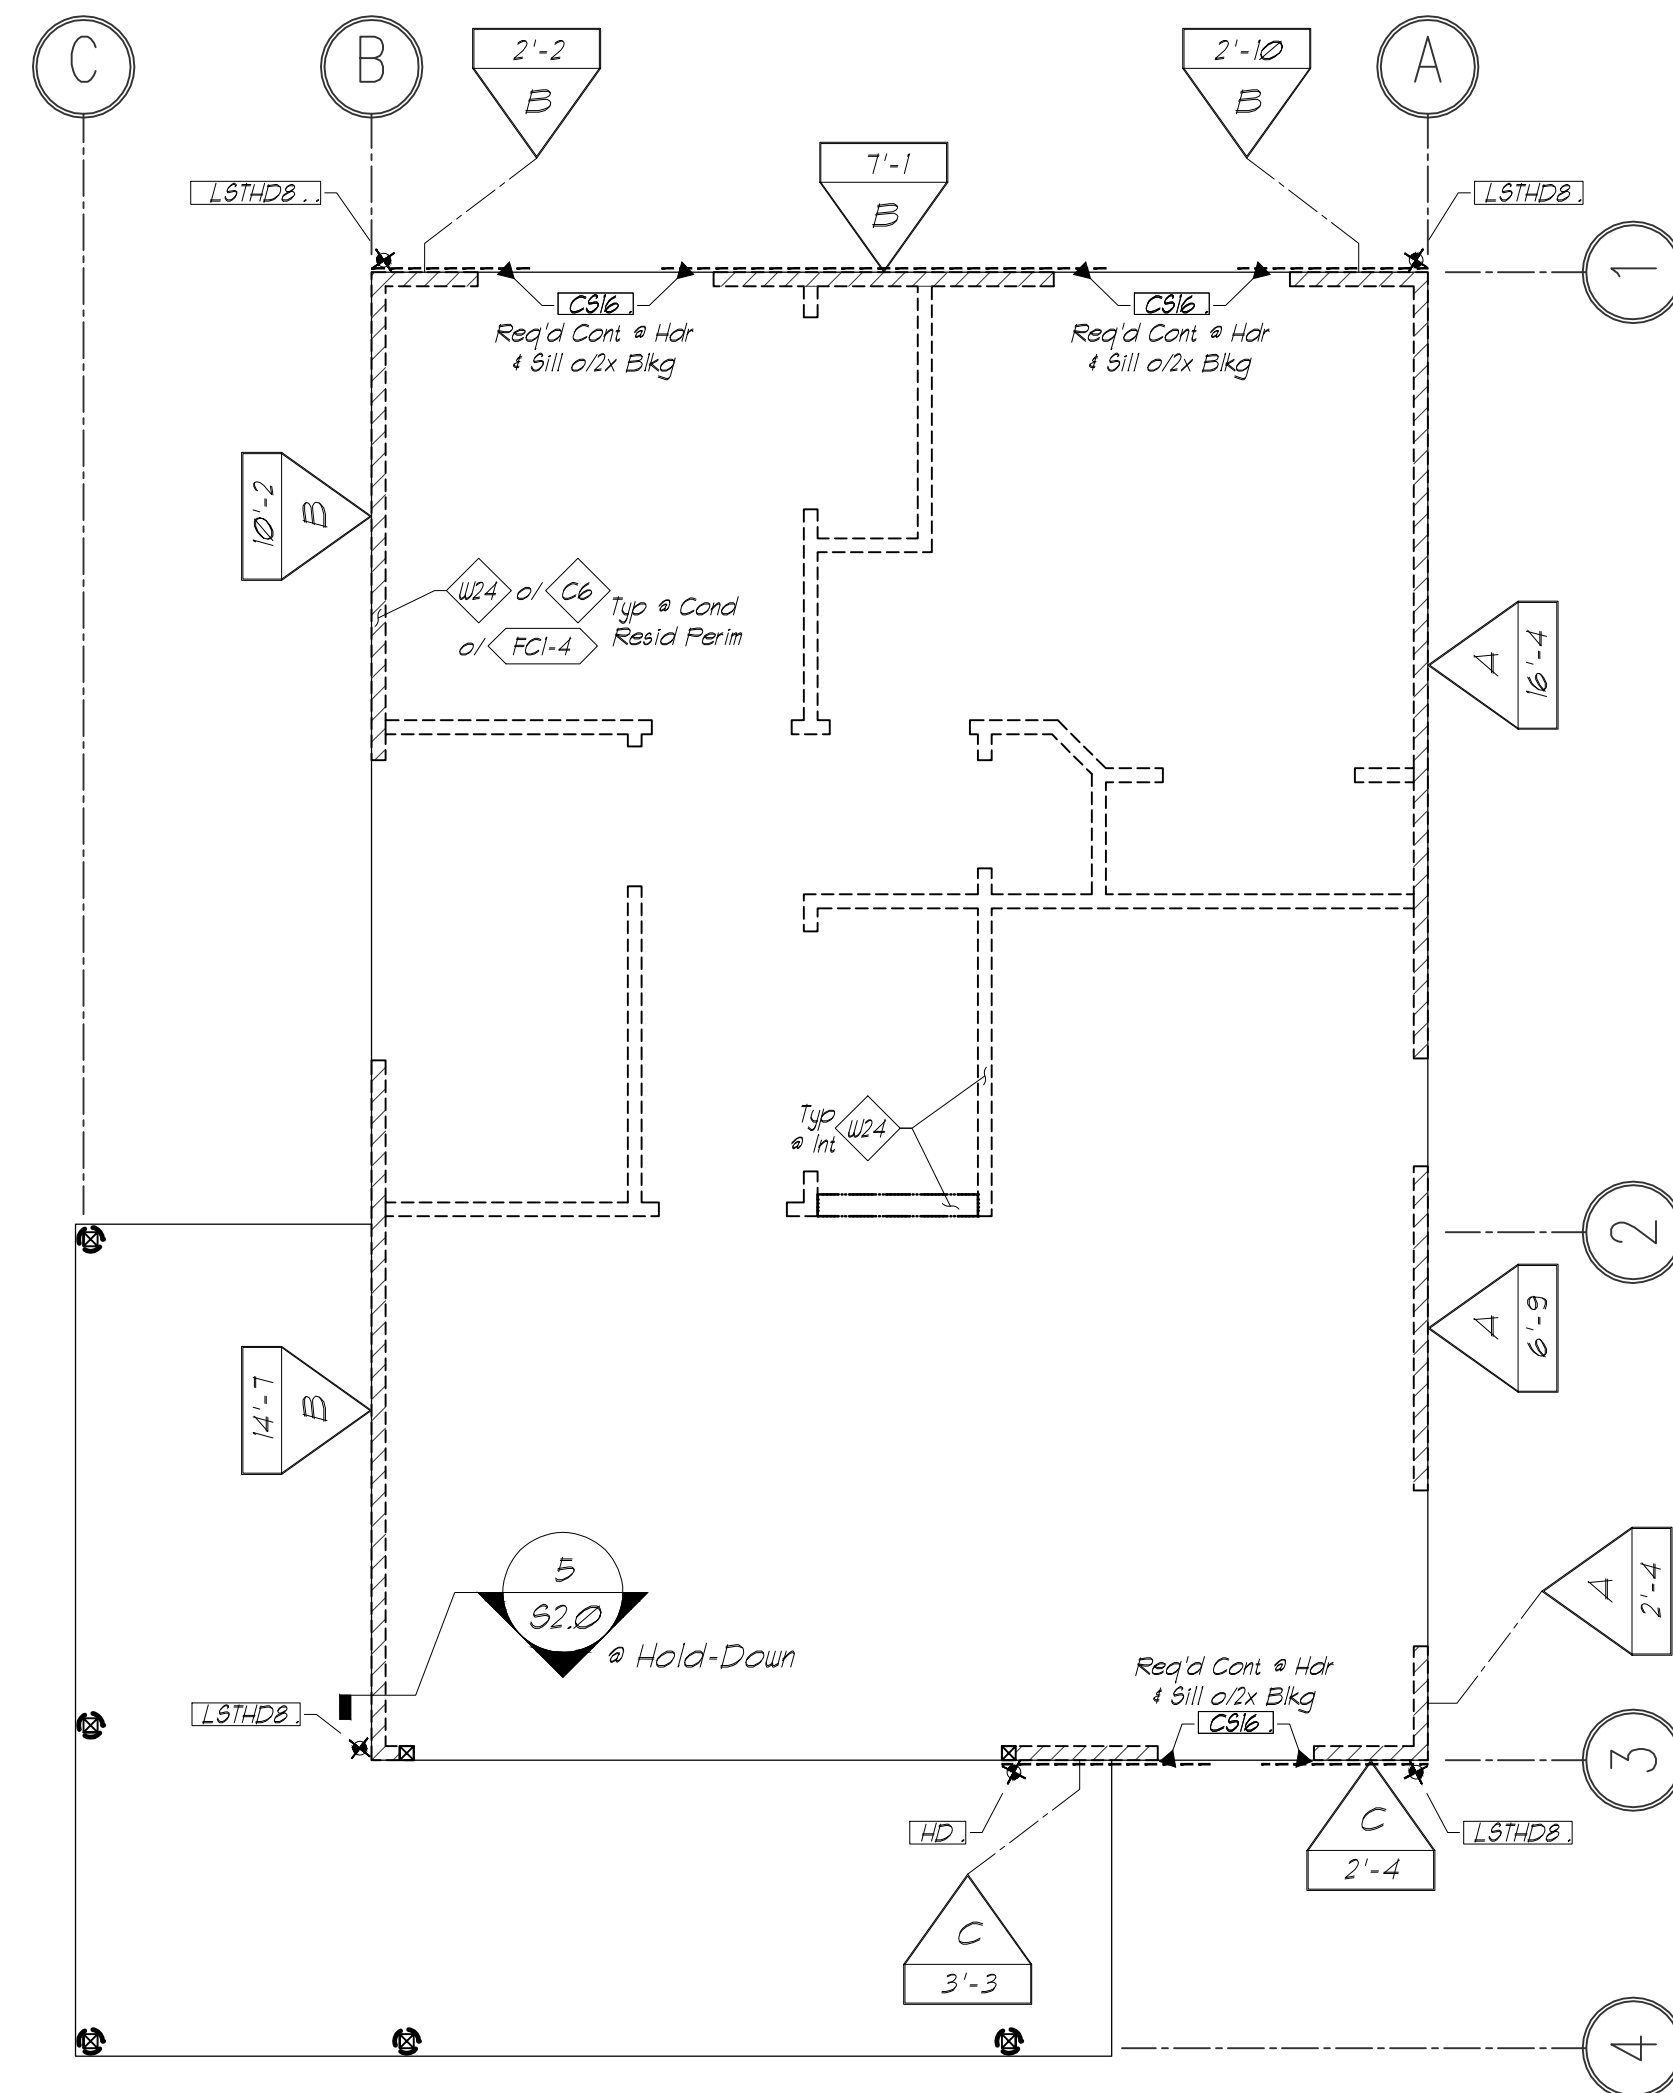 C
B
2'-2
B
2'-10
B
A
7'-1
B
LSTHD8 . .
LSTHD8 .
1
CS16 .
Req'd Cont @ Hdr
& Sill o/2x Blkg
CS16 .
Req'd Cont @ Hdr
& Sill o/2x Blkg
10'-2
B
W24 o/ C6
Typ @ Cond
Resid Perim
o/ FC1-4
A
16'-4
Typ
@ Int
W24
2
A
6'-9
14'-7
B
5
S2.0
@ Hold-Down
A
2'-4
Req'd Cont @ Hdr
& Sill o/2x Blkg
CS16 .
LSTHD8 .
3
HD .
C
2'-4
LSTHD8 .
C
3'-3
4